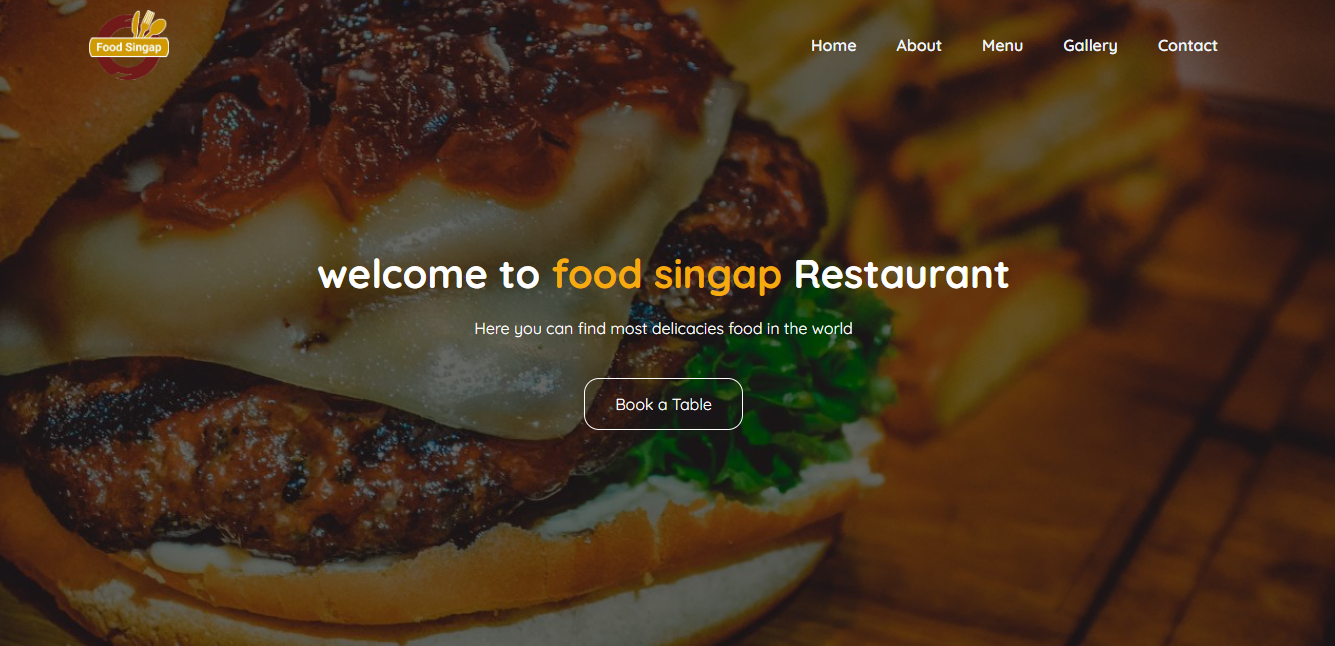 Food Singap
Home About Menu Gallery Contact
welcome to food singap Restaurant
Here you can find most delicacies food in the world
Book a Table